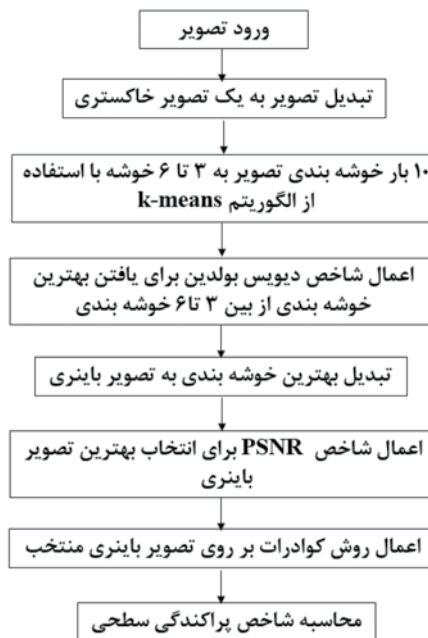 ورود تصویر
تبدیل تصویر به یک تصویر خاکستری
۱۰ بار خوشه بندی تصویر به ۳ تا ۶ خوشه با استفاده
از الگوریتم k-means
اعمال شاخص دیویس بولدین برای یافتن بهترین
خوشه بندی از بین ۳ تا۶ خوشه بندی
تبدیل بهترین خوشه بندی به تصویر باینری
اعمال شاخص PSNR برای انتخاب بهترین تصویر
باینری
اعمال روش کوادرات بر روی تصویر باینری منتخب
محاسبه شاخص پراکندگی سطحی